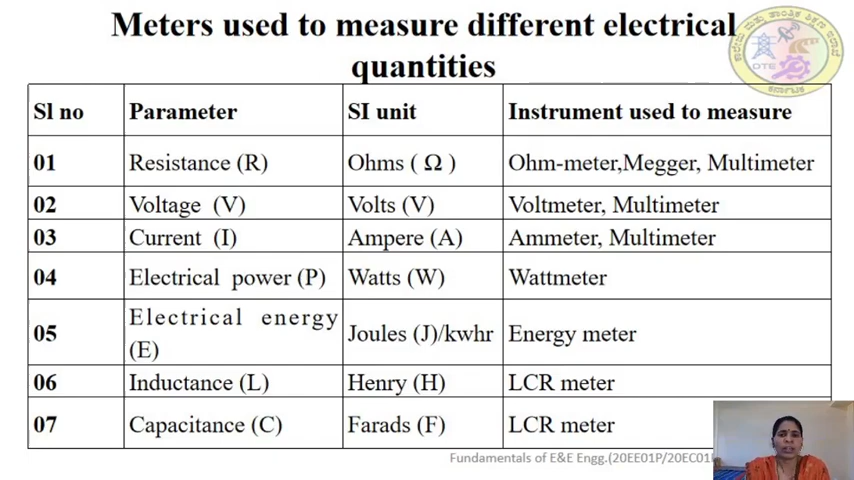 Meters used to measure different electrical
quantities
Sl no Parameter SI unit Instrument used to measure
01 Resistance (R) Ohms ( Ω ) Ohm-meter,Megger, Multimeter
02 Voltage (V) Volts (V) Voltmeter, Multimeter
03 Current (I) Ampere (A) Ammeter, Multimeter
04 Electrical power (P) Watts (W) Wattmeter
05 Electrical energy
(E) Joules (J)/kwhr Energy meter
06 Inductance (L) Henry (H) LCR meter
07 Capacitance (C) Farads (F) LCR meter
Fundamentals of E&E Engg.(20EE01P/20EC01
DTE
ಕರ್ನಾಟಕ